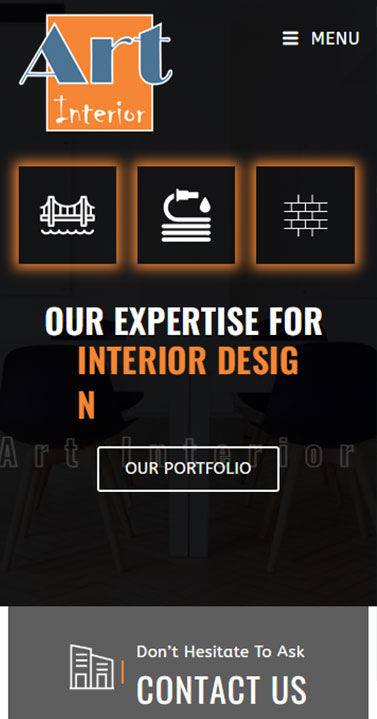 Art
Interior
MENU
OUR EXPERTISE FOR
INTERIOR DESIG
N
Art Interior
OUR PORTFOLIO
Don't Hesitate To Ask
CONTACT US